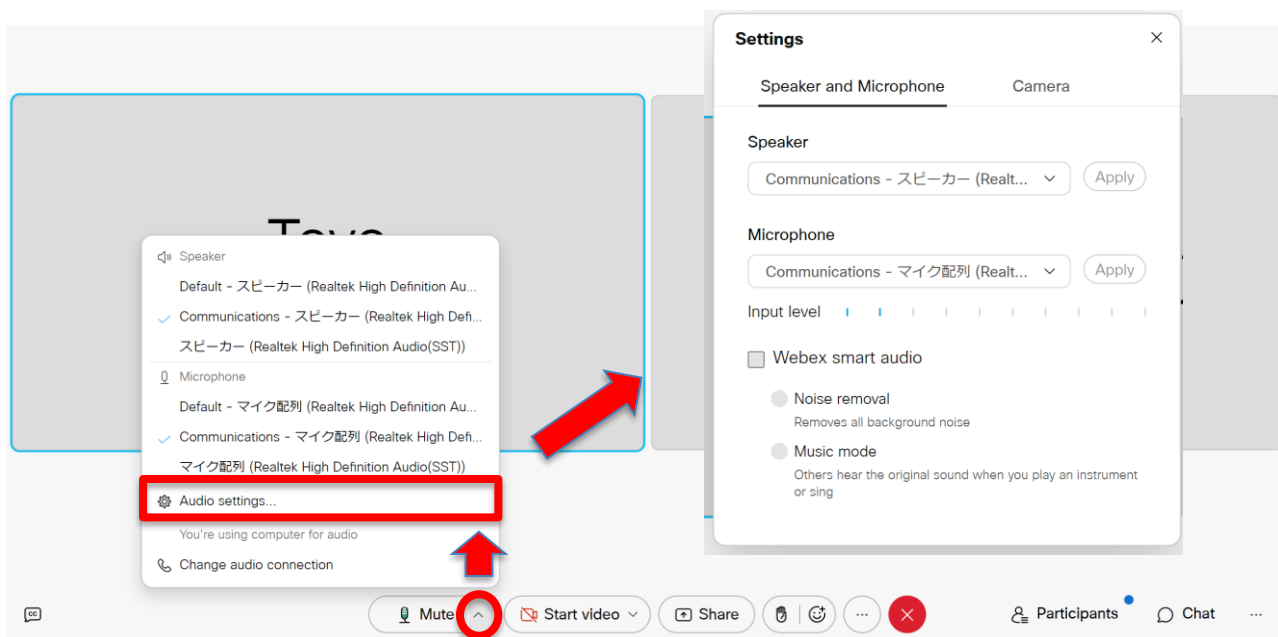 Toyo
Speaker
Default - スピーカー (Realtek High Definition Au...
Communications - スピーカー (Realtek High Defi...
スピーカー (Realtek High Definition Audio(SST))
Microphone
Default - マイク配列 (Realtek High Definition Au...
Communications - マイク配列 (Realtek High Defi...
マイク配列 (Realtek High Definition Audio(SST))
Audio settings...
You're using computer for audio
Change audio connection
Settings
Speaker and Microphone
Camera
Speaker
Communications - スピーカー (Realt...
Apply
Microphone
Communications - マイク配列 (Realt...
Apply
Input level
Webex smart audio
Noise removal
Removes all background noise
Music mode
Others hear the original sound when you play an instrument
or sing
CC
Mute
Start video
Share
...
Participants
Chat
...